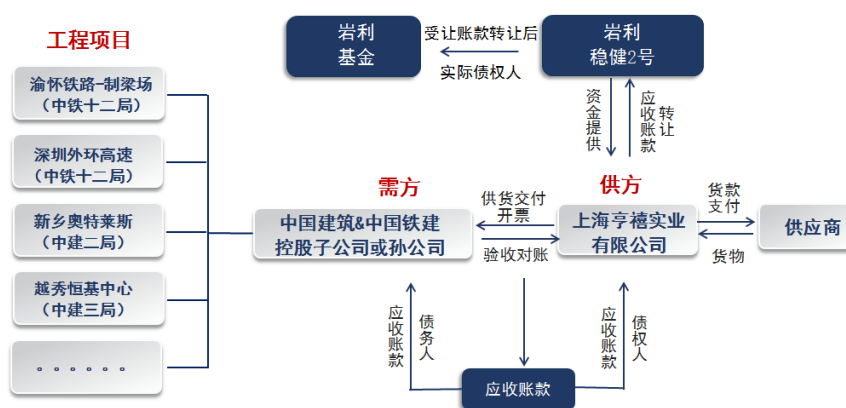 工程项目
渝怀铁路-制梁场
（中铁十二局）
深圳外环高速
（中铁十二局）
新乡奥特莱斯
（中建二局）
越秀恒基中心
（中建三局）
。。。。。。
岩利
基金
受让账款转让后
实际债权人
岩利
稳健2号
资金提供
应收账款
转让
需方
中国建筑&中国铁建
控股子公司或孙公司
供货交付
开票
验收对账
供方
上海亨禧实业
有限公司
货款
支付
货物
供应商
应收账款
债务人
应收账款
债权人
应收账款